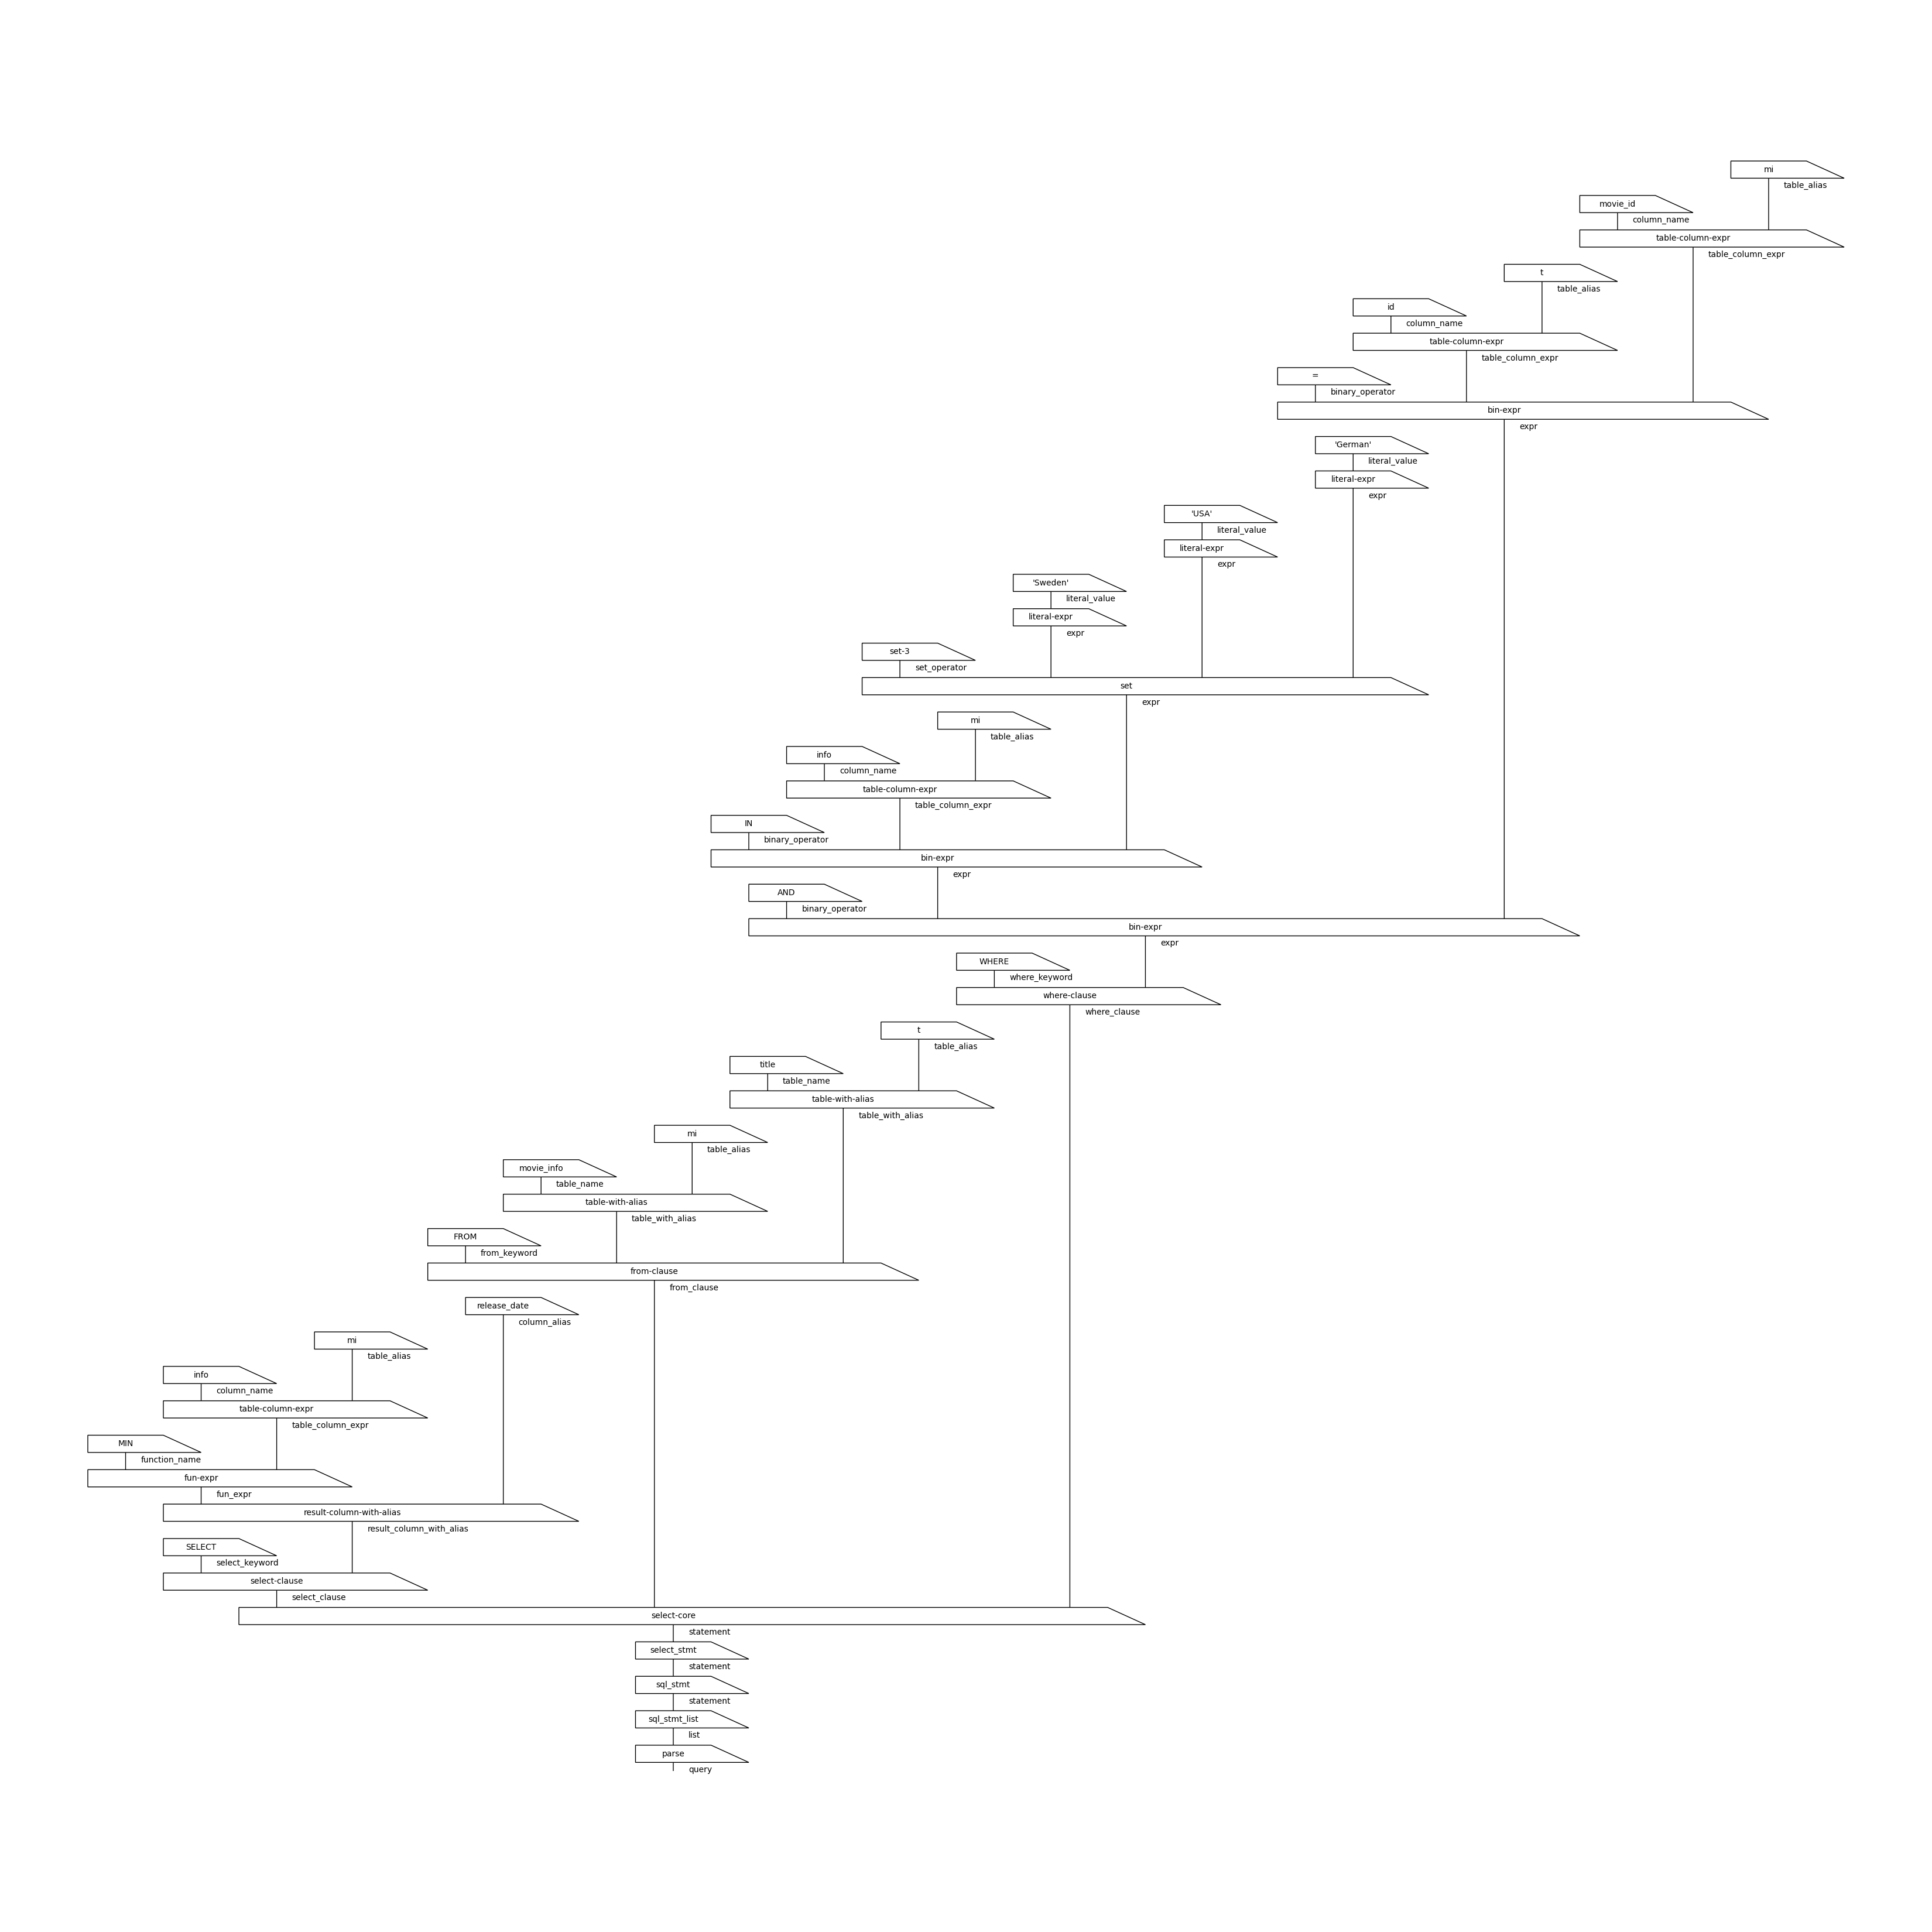 mi
table_alias
movie_id
column_name
table-column-expr
table_column_expr
t
table_alias
id
column_name
table-column-expr
table_column_expr
=
binary_operator
bin-expr
expr
'German'
literal_value
literal-expr
expr
'USA'
literal_value
literal-expr
expr
'Sweden'
literal_value
literal-expr
expr
set-3
set_operator
set
expr
mi
table_alias
info
column_name
table-column-expr
table_column_expr
IN
binary_operator
bin-expr
expr
AND
binary_operator
bin-expr
expr
WHERE
where_keyword
where-clause
where_clause
t
table_alias
title
table_name
table-with-alias
table_with_alias
mi
table_alias
movie_info
table_name
table-with-alias
table_with_alias
FROM
from_keyword
from-clause
from_clause
release_date
column_alias
mi
table_alias
info
column_name
table-column-expr
table_column_expr
MIN
function_name
fun-expr
fun_expr
result-column-with-alias
result_column_with_alias
SELECT
select_keyword
select-clause
select_clause
select-core
statement
select_stmt
statement
sql_stmt
statement
sql_stmt_list
list
parse
query